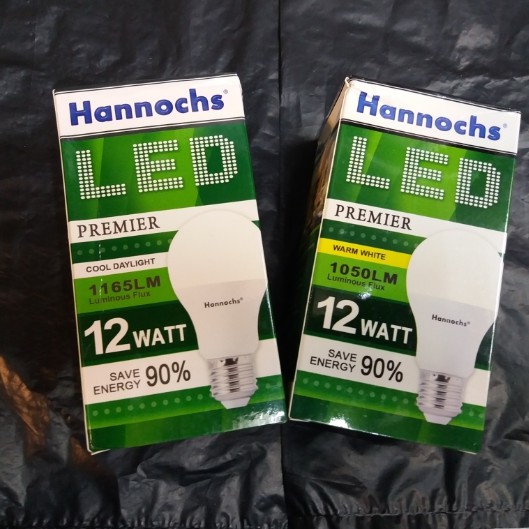 Hannochs®
LED
PREMIER
COOL DAYLIGHT
1165LM
Luminous Flux
12 WATT
SAVE
ENERGY 90%
Hannochs®
Hannochs®
LED
PREMIER
WARM WHITE
1050LM
Luminous Flux
12 WATT
SAVE
ENERGY 90%
Hannochs®